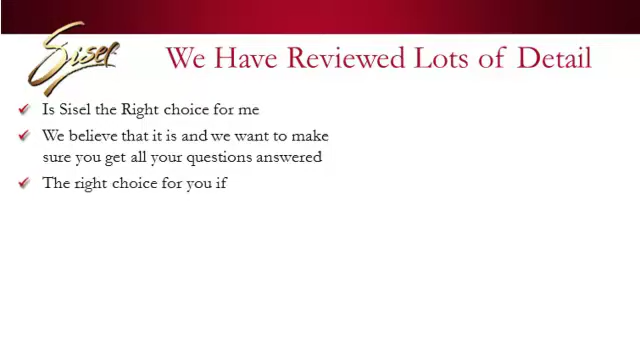 Sisel
We Have Reviewed Lots of Detail
Is Sisel the Right choice for me
We believe that it is and we want to make
sure you get all your questions answered
The right choice for you if